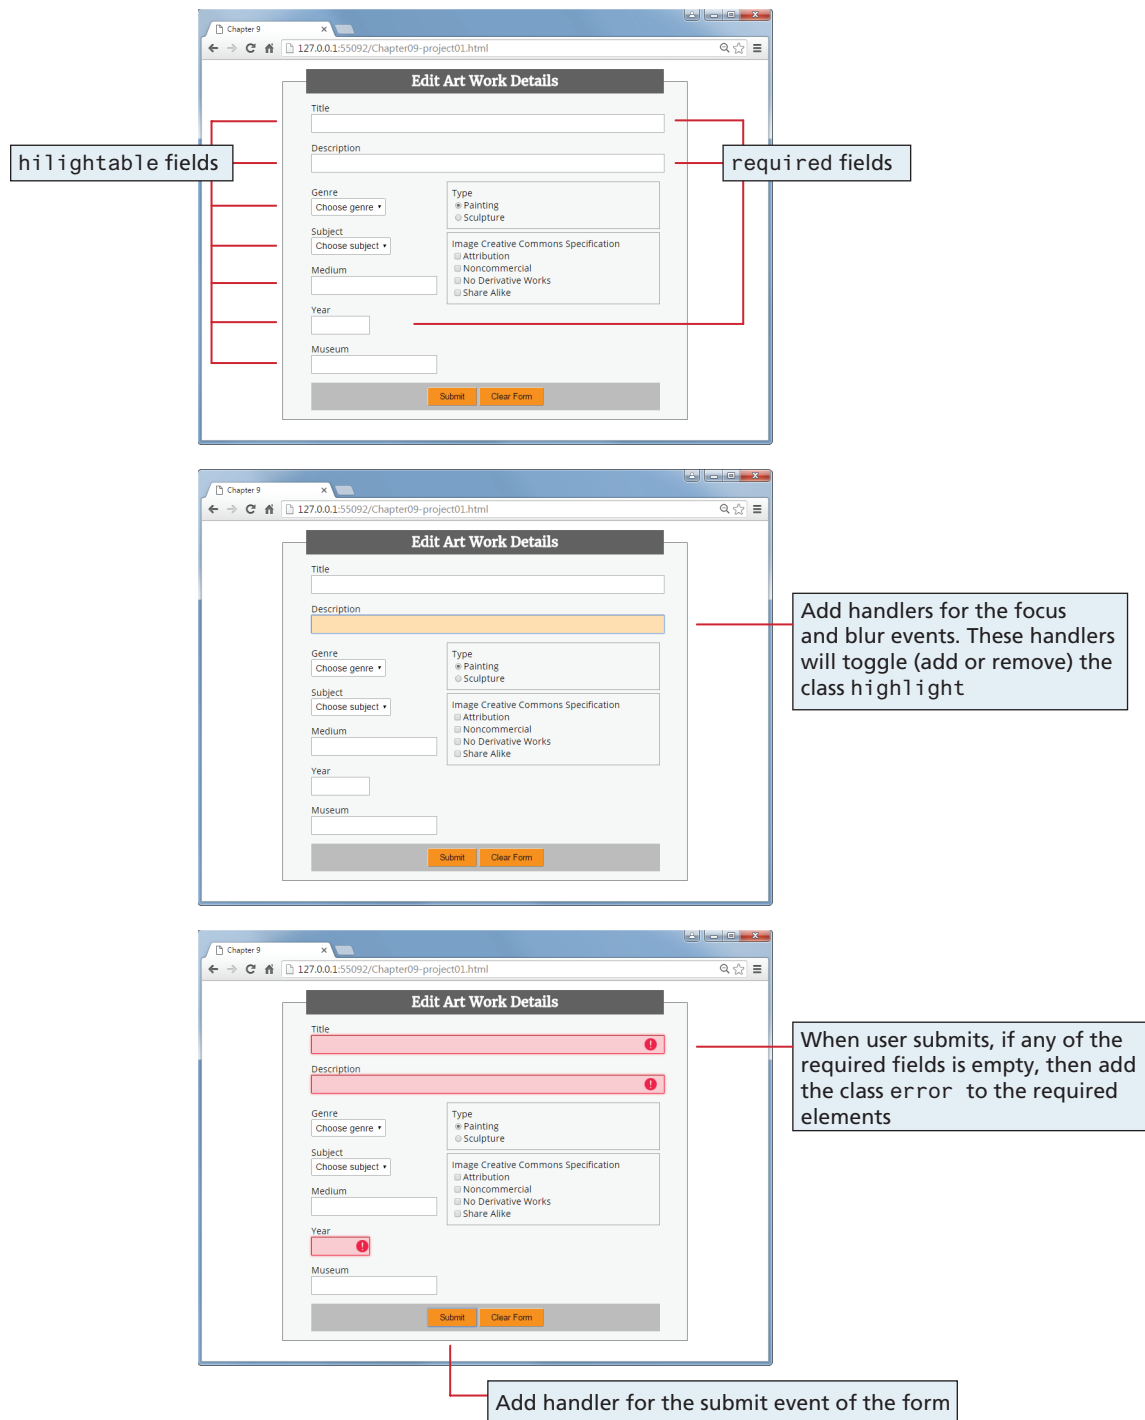 Chapter 9
127.0.0.1:55092/Chapter09-project01.html
Edit Art Work Details
Title
hilightable fields
required fields
Description
Genre
Choose genre
Type
Painting
Sculpture
Subject
Choose subject
Image Creative Commons Specification
Attribution
Noncommercial
No Derivative Works
Share Alike
Medium
Year
Museum
Submit
Clear Form
Chapter 9
127.0.0.1:55092/Chapter09-project01.html
Edit Art Work Details
Title
Description
Add handlers for the focus
and blur events. These handlers
will toggle (add or remove) the
class highlight
Genre
Choose genre
Type
Painting
Sculpture
Subject
Choose subject
Image Creative Commons Specification
Attribution
Noncommercial
No Derivative Works
Share Alike
Medium
Year
Museum
Submit
Clear Form
Chapter 9
127.0.0.1:55092/Chapter09-project01.html
Edit Art Work Details
Title
Description
When user submits, if any of the
required fields is empty, then add
the class error to the required
elements
Genre
Choose genre
Type
Painting
Sculpture
Subject
Choose subject
Image Creative Commons Specification
Attribution
Noncommercial
No Derivative Works
Share Alike
Medium
Year
Museum
Submit
Clear Form
Add handler for the submit event of the form